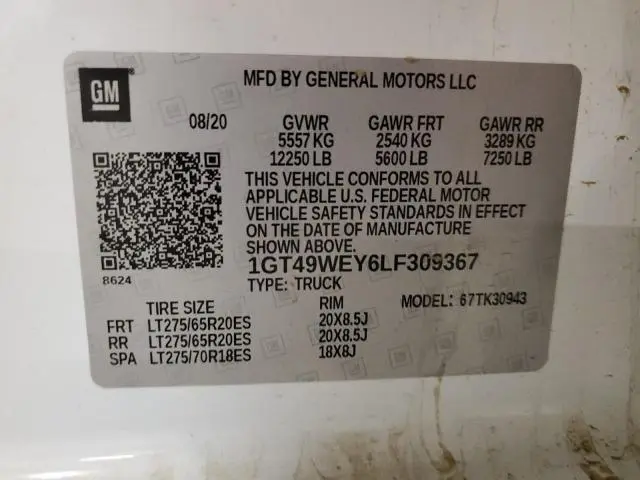 GM
MFD BY GENERAL MOTORS LLC
08/20 GVWR GAWR FRT GAWR RR
5557 KG 2540 KG 3289 KG
12250 LB 5600 LB 7250 LB
THIS VEHICLE CONFORMS TO ALL
APPLICABLE U.S. FEDERAL MOTOR
VEHICLE SAFETY STANDARDS IN EFFECT
ON THE DATE OF MANUFACTURE
SHOWN ABOVE.
8624
1GT49WEY6LF309367
TYPE: TRUCK MODEL: 67TK30943
TIRE SIZE RIM
FRT LT275/65R20ES 20X8.5J
RR LT275/65R20ES 20X8.5J
SPA LT275/70R18ES 18X8J